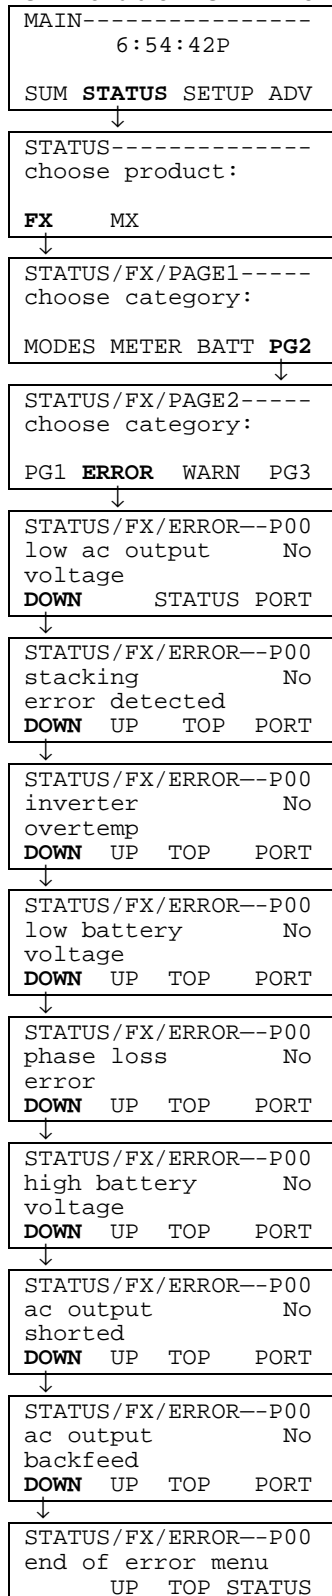 MAIN----------------
6:54:42P
SUM STATUS SETUP ADV
↓
STATUS--------------
choose product:
FX MX
↓
STATUS/FX/PAGE1-----
choose category:
MODES METER BATT PG2
↓
STATUS/FX/PAGE2-----
choose category:
PG1 ERROR WARN PG3
↓
STATUS/FX/ERROR—-P00
low ac output No
voltage
DOWN STATUS PORT
↓
STATUS/FX/ERROR—-P00
stacking No
error detected
DOWN UP TOP PORT
↓
STATUS/FX/ERROR—-P00
inverter No
overtemp
DOWN UP TOP PORT
↓
STATUS/FX/ERROR—-P00
low battery No
voltage
DOWN UP TOP PORT
↓
STATUS/FX/ERROR—-P00
phase loss No
error
DOWN UP TOP PORT
↓
STATUS/FX/ERROR—-P00
high battery No
voltage
DOWN UP TOP PORT
↓
STATUS/FX/ERROR—-P00
ac output No
shorted
DOWN UP TOP PORT
↓
STATUS/FX/ERROR—-P00
ac output No
backfeed
DOWN UP TOP PORT
↓
STATUS/FX/ERROR—-P00
end of error menu
UP TOP STATUS